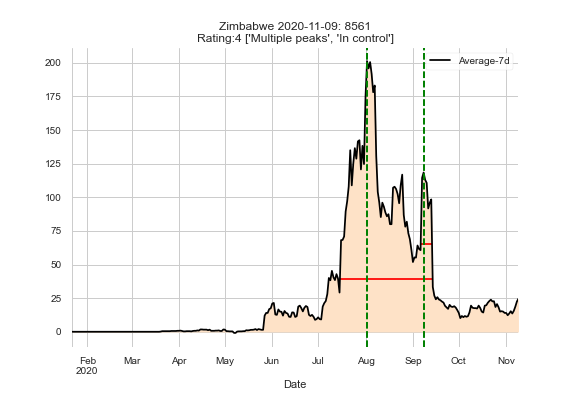 Zimbabwe 2020-11-09: 8561
Rating:4 ['Multiple peaks', 'In control']
Average-7d
200
175
150
125
100
75
50
25
0
Feb Mar Apr May Jun Jul Aug Sep Oct Nov
2020
Date